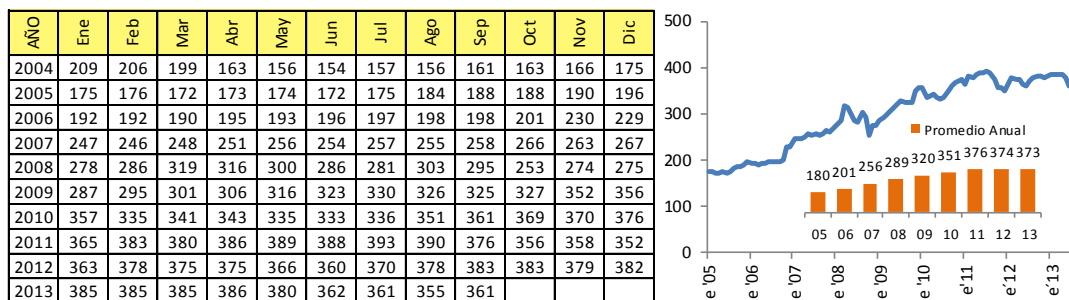 AÑO Ene Feb Mar Abr May Jun Jul Ago Sep Oct Nov Dic
2004 209 206 199 163 156 154 157 156 161 163 166 175
2005 175 176 172 173 174 172 175 184 188 188 190 196
2006 192 192 190 195 193 196 197 198 198 201 230 229
2007 247 246 248 251 256 254 257 255 258 266 263 267
2008 278 286 319 316 300 286 281 303 295 253 274 275
2009 287 295 301 306 316 323 330 326 325 327 352 356
2010 357 335 341 343 335 333 336 351 361 369 370 376
2011 365 383 380 386 389 388 393 390 376 356 358 352
2012 363 378 375 375 366 360 370 378 383 383 379 382
2013 385 385 385 386 380 362 361 355 361
500
400
300
200
100
0
Promedio Anual
180 201 256 289 320 351 376 374 373
05 06 07 08 09 10 11 12 13
e'05 e'06 e'07 e'08 e'09 e'10 e'11 e'12 e'13